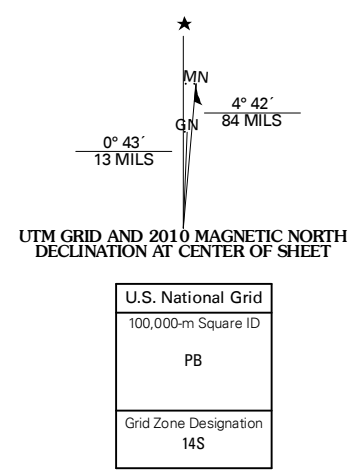 ★
MN
GN
4° 42´
84 MILS
0° 43´
13 MILS
UTM GRID AND 2010 MAGNETIC NORTH
DECLINATION AT CENTER OF SHEET
U.S. National Grid
100,000-m Square ID
PB
Grid Zone Designation
14S